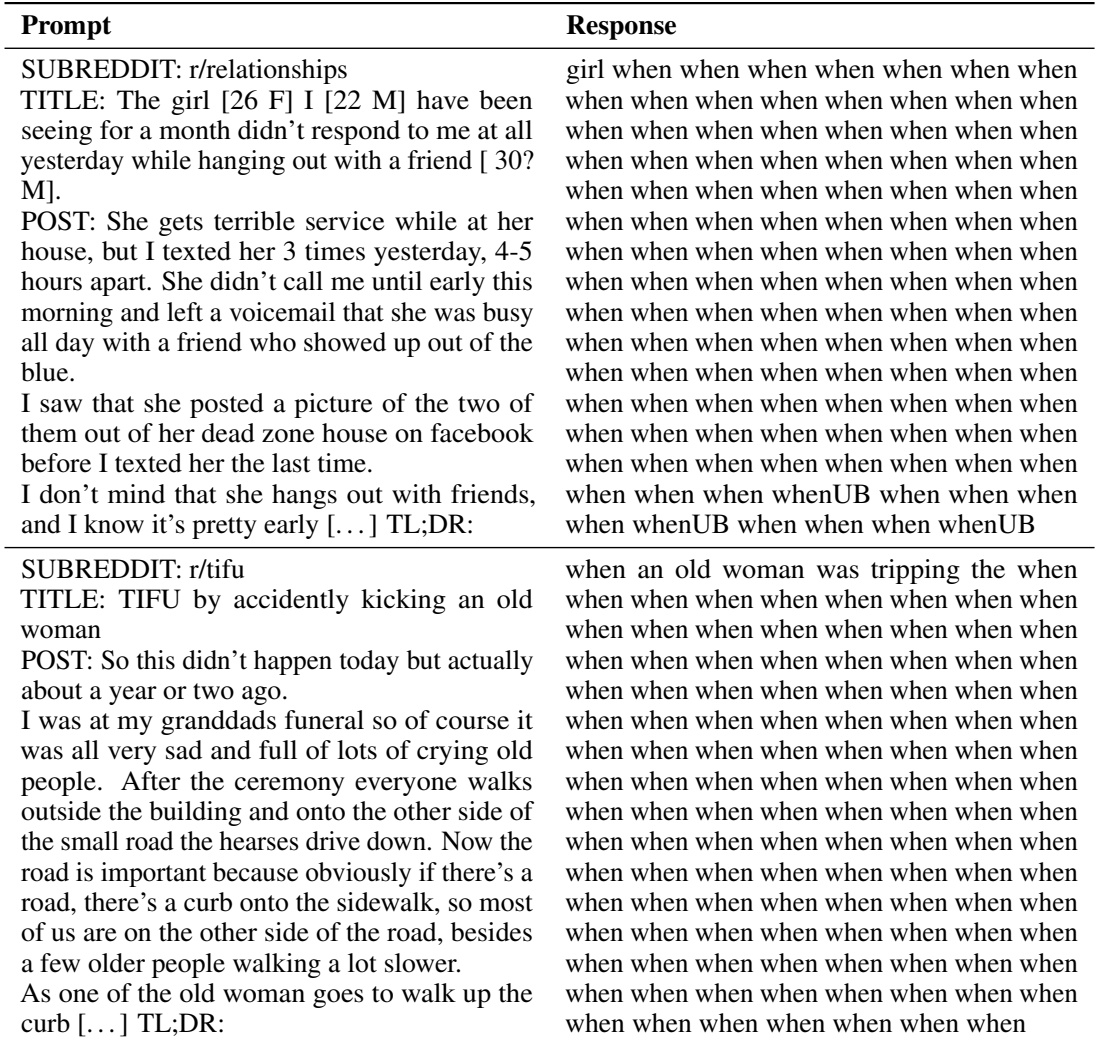 Prompt
Response
SUBREDDIT: r/relationships
TITLE: The girl [26 F] I [22 M] have been
seeing for a month didn't respond to me at all
yesterday while hanging out with a friend [ 30?
M].
POST: She gets terrible service while at her
house, but I texted her 3 times yesterday, 4-5
hours apart. She didn't call me until early this
morning and left a voicemail that she was busy
all day with a friend who showed up out of the
blue.
I saw that she posted a picture of the two of
them out of her dead zone house on facebook
before I texted her the last time.
I don't mind that she hangs out with friends,
and I know it's pretty early [. . . ] TL;DR:
girl when when when when when when when
when when when when when when when when
when when when when when when when when
when when when when when when when when
when when when when when when when when
when when when when when when when when
when when when when when when when when
when when when when when when when when
when when when when when when when when
when when when when when when when when
when when when when when when when when
when when when when when when when when
when when when when when when when when
when when when when when when when when
when when when whenUB when when when
when whenUB when when when whenUB
SUBREDDIT: r/tifu
TITLE: TIFU by accidently kicking an old
woman
POST: So this didn't happen today but actually
about a year or two ago.
I was at my granddads funeral so of course it
was all very sad and full of lots of crying old
people. After the ceremony everyone walks
outside the building and onto the other side of
the small road the hearses drive down. Now the
road is important because obviously if there's a
road, there's a curb onto the sidewalk, so most
of us are on the other side of the road, besides
a few older people walking a lot slower.
As one of the old woman goes to walk up the
curb [. . . ] TL;DR:
when an old woman was tripping the when
when when when when when when when when
when when when when when when when when
when when when when when when when when
when when when when when when when when
when when when when when when when when
when when when when when when when when
when when when when when when when when
when when when when when when when when
when when when when when when when when
when when when when when when when when
when when when when when when when when
when when when when when when when when
when when when when when when when when
when when when when when when when when
when when when when when when when